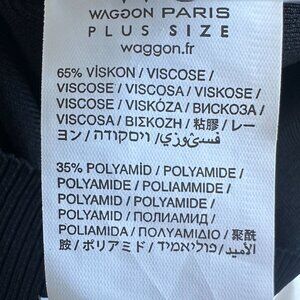 WAGGON PARIS
PLUS SIZE
waggon.fr
65% VİSKON / VISCOSE /
VISCOSE / VISCOSA / VISKOSE /
VISCOSE / VISKÓZA / ВИСКОЗА /
VISCOSA / ΒΙΣΚΟΖΗ / 粘膠 / レー
ヨン / ויסקוזה / فسـكوزي
35% POLYAMİD / POLYAMIDE /
POLYAMIDE / POLIAMMIDE /
POLYAMID / POLYAMIDE /
POLYAMID / ПОЛИАМИД /
POLIAMIDA / ΠΟΛΥΑΜΙΔΙΟ / 聚酰
胺 / ポリアミド / פוליאמיד / الأميد